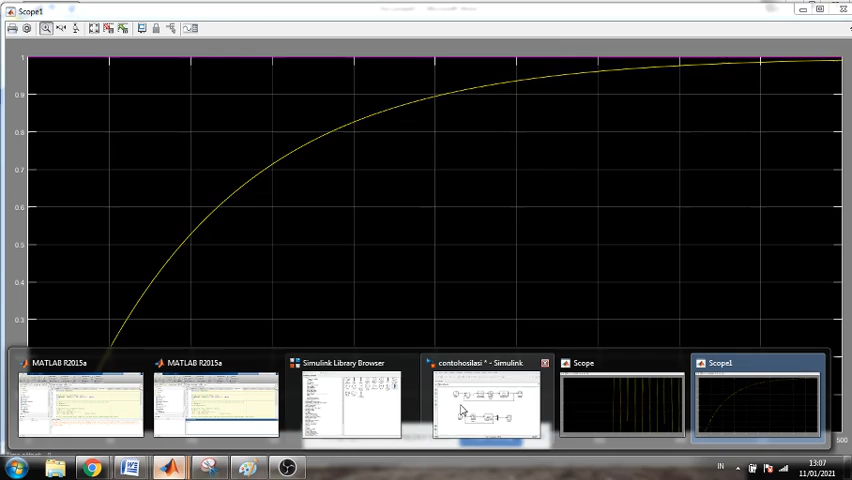 Scope1
1
0.9
0.8
0.7
0.6
0.5
0.4
0.3
MATLAB R2015a
MATLAB R2015a
Simulink Library Browser
contohosilasi * - Simulink
Scope
Scope1
500
IN
13:07
11/01/2021